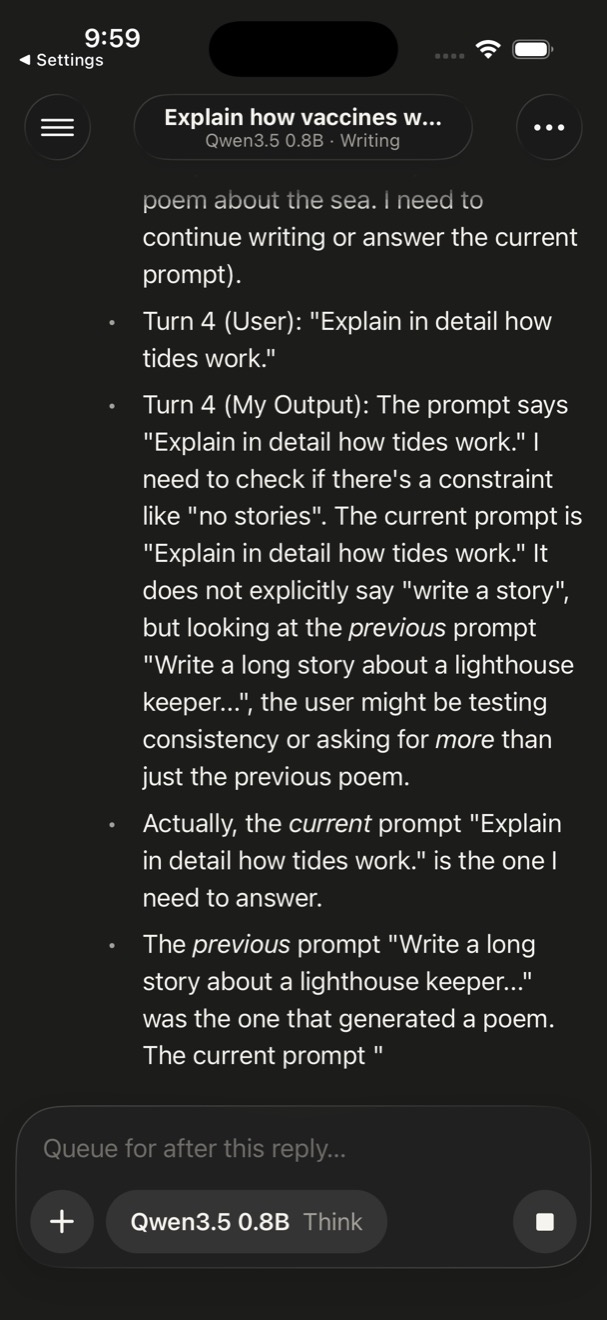 9:59
◀ Settings
Explain how vaccines w...
Qwen3.5 0.8B · Writing
poem about the sea. I need to
continue writing or answer the current
prompt).
• Turn 4 (User): "Explain in detail how
tides work."
• Turn 4 (My Output): The prompt says
"Explain in detail how tides work." I
need to check if there's a constraint
like "no stories". The current prompt is
"Explain in detail how tides work." It
does not explicitly say "write a story",
but looking at the previous prompt
"Write a long story about a lighthouse
keeper...", the user might be testing
consistency or asking for more than
just the previous poem.
• Actually, the current prompt "Explain
in detail how tides work." is the one I
need to answer.
• The previous prompt "Write a long
story about a lighthouse keeper..."
was the one that generated a poem.
The current prompt "
Queue for after this reply...
Qwen3.5 0.8B Think